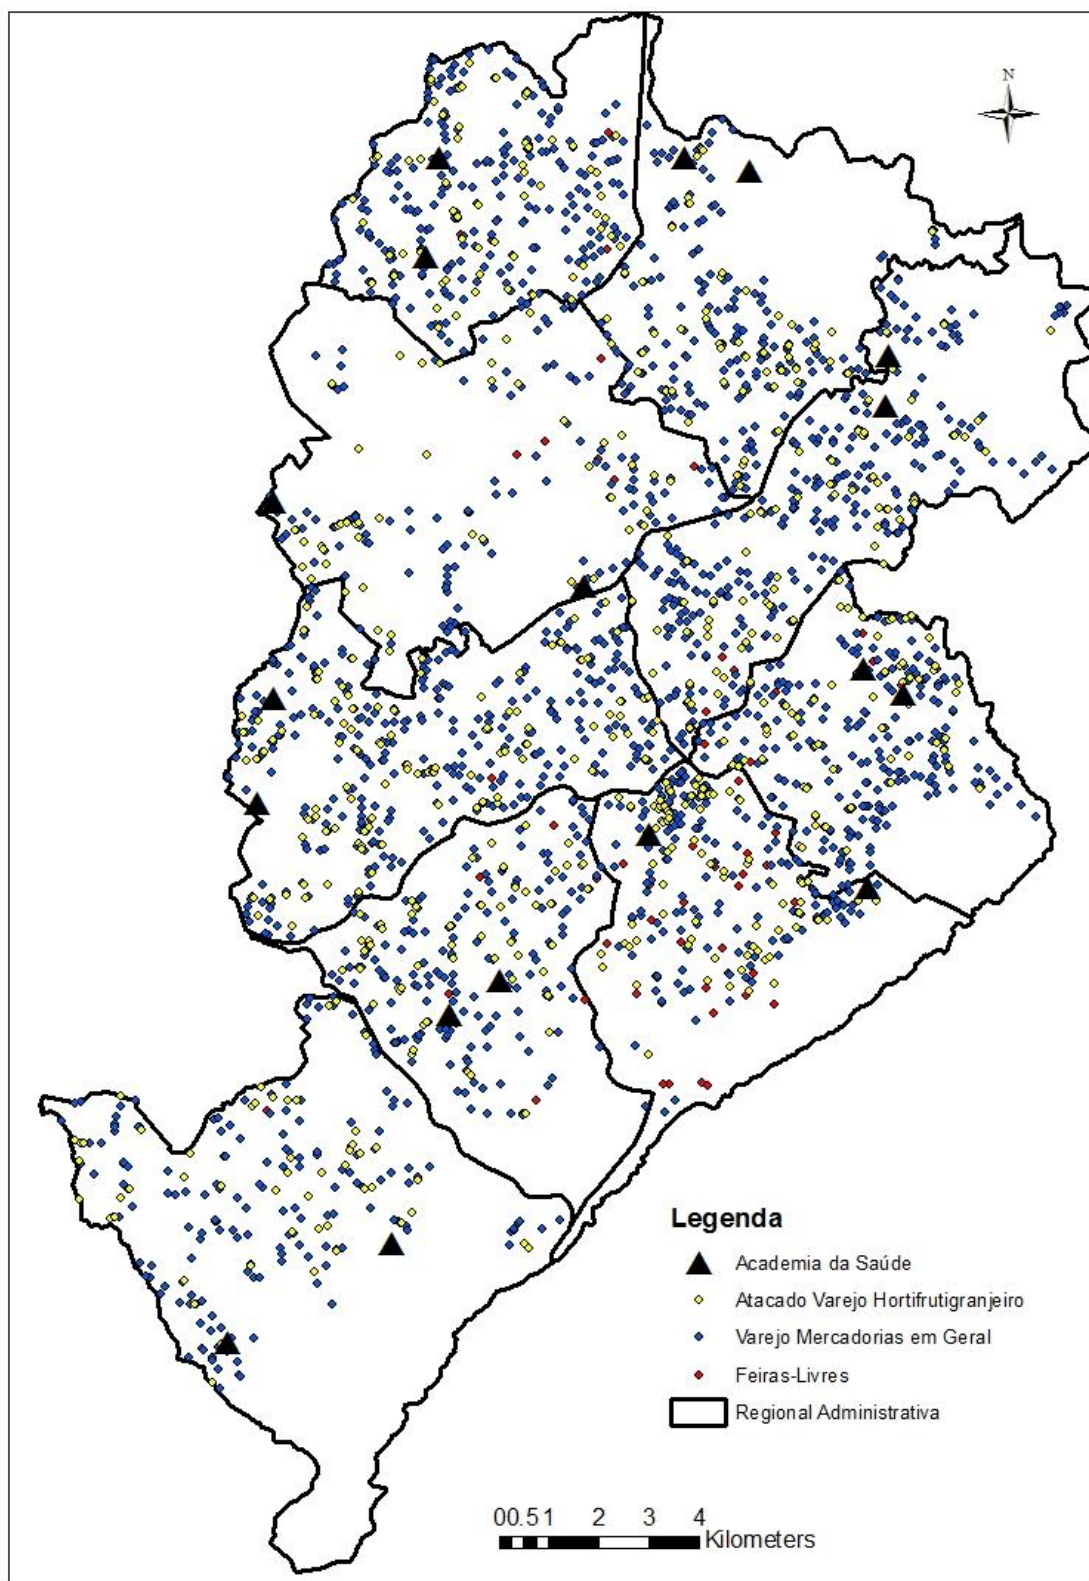 N
Legenda
Academia da Saúde
Atacado Varejo Hortifrutigranjeiro
Varejo Mercadorias em Geral
Feiras-Livres
Regional Administrativa
00.51 2 3 4
Kilometers